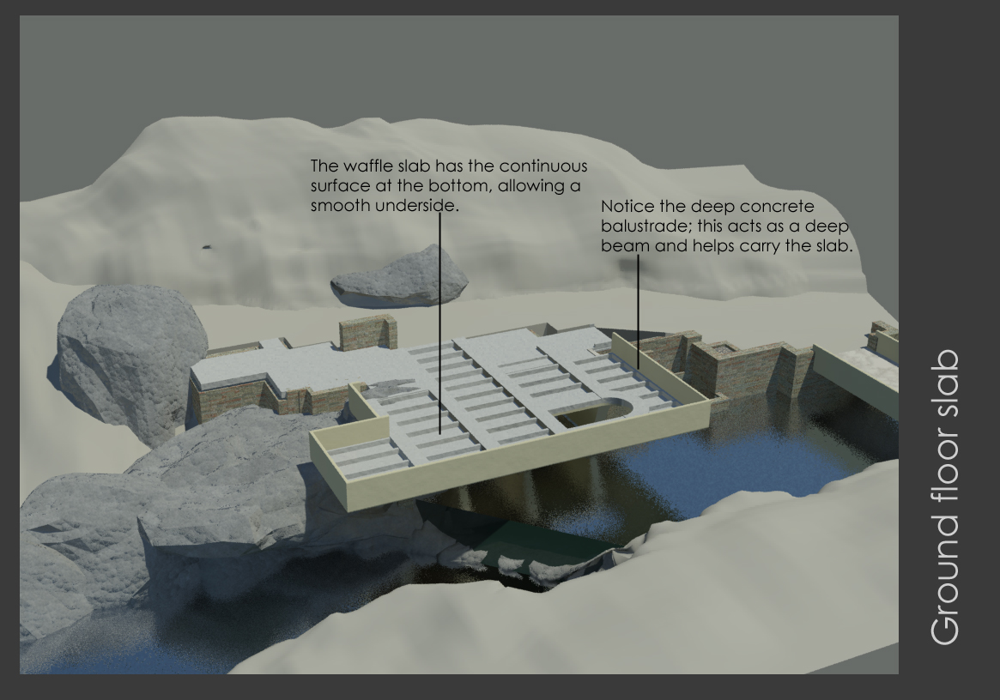 The waffle slab has the continuous
surface at the bottom, allowing a
smooth underside.
Notice the deep concrete
balustrade; this acts as a deep
beam and helps carry the slab.
Ground floor slab